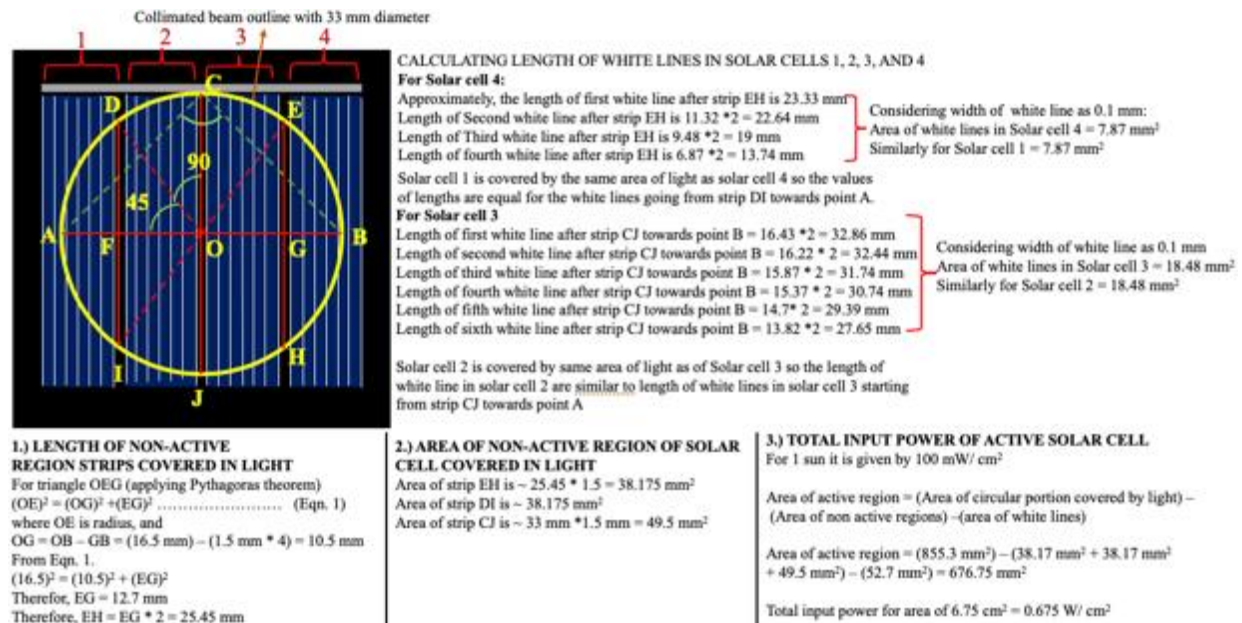 Collimated beam outline with 33 mm diameter
1 2 3 4
C
D E
90
45
A F O G B
I H
J
CALCULATING LENGTH OF WHITE LINES IN SOLAR CELLS 1, 2, 3, AND 4
For Solar cell 4:
Approximately, the length of first white line after strip EH is 23.33 mm
Length of Second white line after strip EH is 11.32 *2 = 22.64 mm
Length of Third white line after strip EH is 9.48 *2 = 19 mm
Length of fourth white line after strip EH is 6.87 *2 = 13.74 mm
Considering width of white line as 0.1 mm:
Area of white lines in Solar cell 4 = 7.87 mm²
Similarly for Solar cell 1 = 7.87 mm²
Solar cell 1 is covered by the same area of light as solar cell 4 so the values
of lengths are equal for the white lines going from strip DI towards point A.
For Solar cell 3
Length of first white line after strip CJ towards point B = 16.43 *2 = 32.86 mm
Length of second white line after strip CJ towards point B = 16.22 * 2 = 32.44 mm
Length of third white line after strip CJ towards point B = 15.87 * 2 = 31.74 mm
Length of fourth white line after strip CJ towards point B = 15.37 * 2 = 30.74 mm
Length of fifth white line after strip CJ towards point B = 14.7* 2 = 29.39 mm
Length of sixth white line after strip CJ towards point B = 13.82 *2 = 27.65 mm
Considering width of white line as 0.1 mm
Area of white lines in Solar cell 3 = 18.48 mm²
Similarly for Solar cell 2 = 18.48 mm²
Solar cell 2 is covered by same area of light as of Solar cell 3 so the length of
white line in solar cell 2 are similar to length of white lines in solar cell 3 starting
from strip CJ towards point A
1.) LENGTH OF NON-ACTIVE
REGION STRIPS COVERED IN LIGHT
For triangle OEG (applying Pythagoras theorem)
(OE)² = (OG)² +(EG)² ........................ (Eqn. 1)
where OE is radius, and
OG = OB – GB = (16.5 mm) – (1.5 mm * 4) = 10.5 mm
From Eqn. 1.
(16.5)² = (10.5)² + (EG)²
Therefor, EG = 12.7 mm
Therefore, EH = EG * 2 = 25.45 mm
2.) AREA OF NON-ACTIVE REGION OF SOLAR
CELL COVERED IN LIGHT
Area of strip EH is ~ 25.45 * 1.5 = 38.175 mm²
Area of strip DI is ~ 38.175 mm²
Area of strip CJ is ~ 33 mm *1.5 mm = 49.5 mm²
3.) TOTAL INPUT POWER OF ACTIVE SOLAR CELL
For 1 sun it is given by 100 mW/ cm²
Area of active region = (Area of circular portion covered by light) –
(Area of non active regions) –(area of white lines)
Area of active region = (855.3 mm²) – (38.17 mm² + 38.17 mm²
+ 49.5 mm²) – (52.7 mm²) = 676.75 mm²
Total input power for area of 6.75 cm² = 0.675 W/ cm²